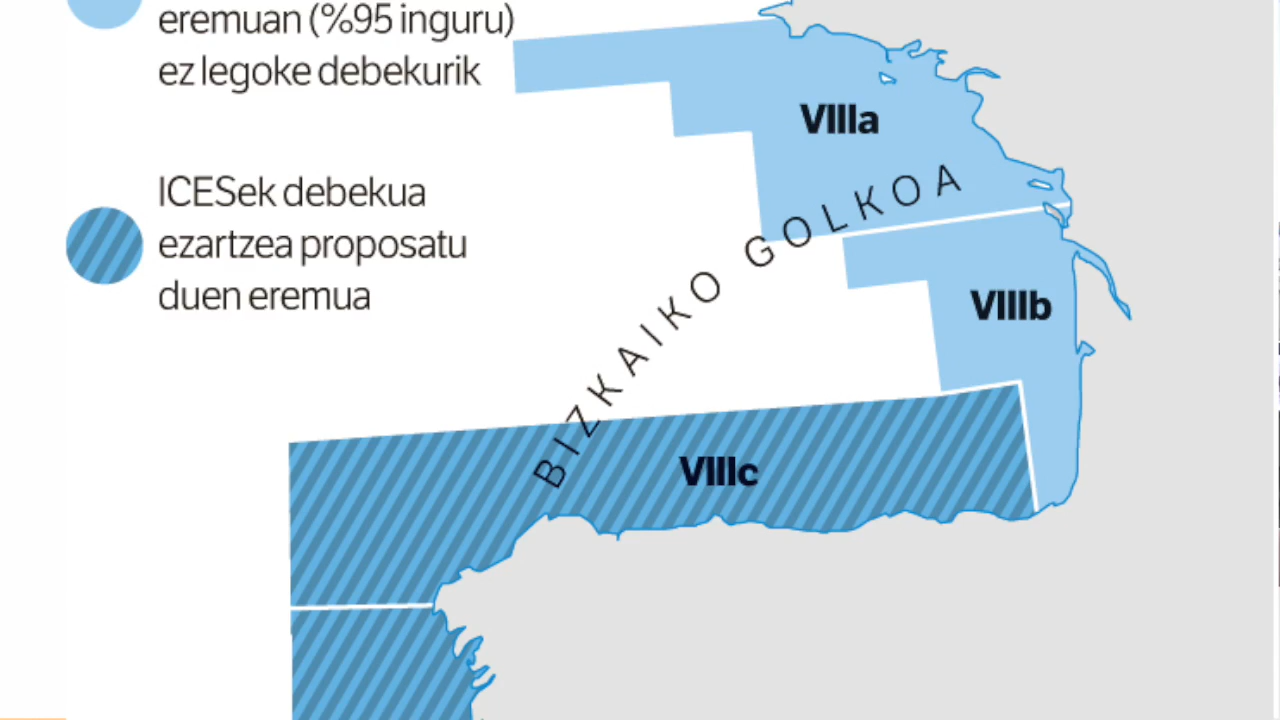 eremuan (%95 inguru)
ez legoke debekurik
ICESek debekua
ezartzea proposatu
duen eremua
VIIIa
BIZKAIKO GOLKOA
VIIIb
VIIIc